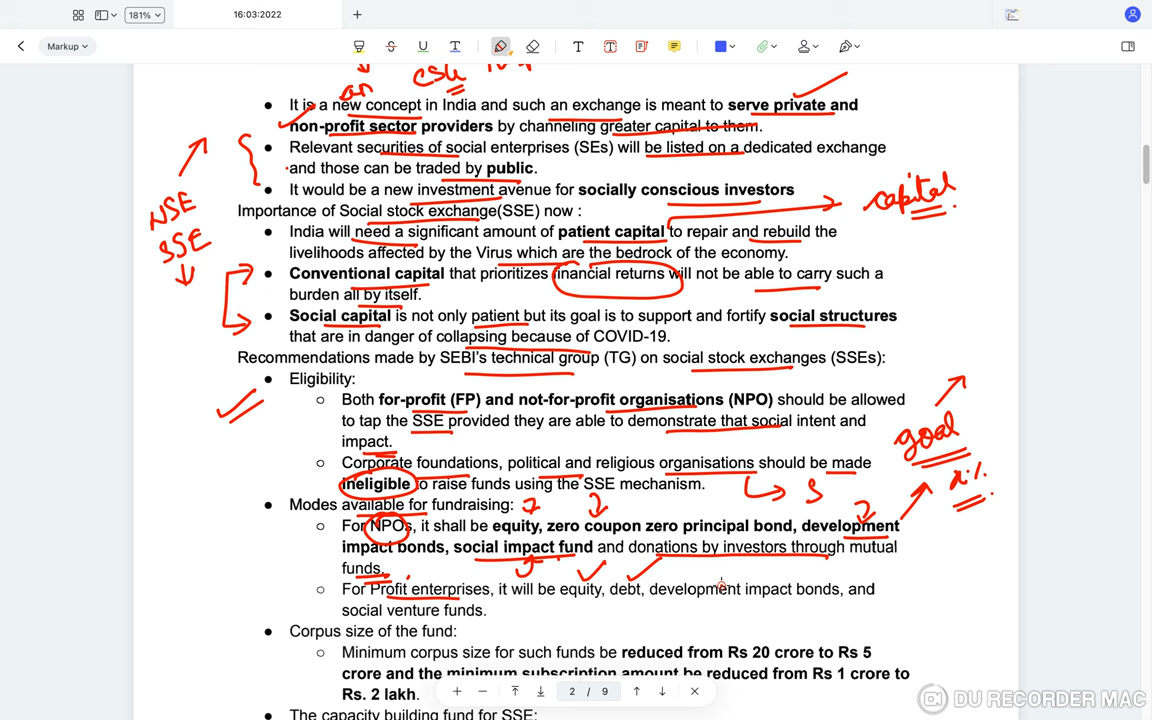 181%
16:03:2022
Markup
csk
an
It is a new concept in India and such an exchange is meant to serve private and
non-profit sector providers by channeling greater capital to them.
Relevant securities of social enterprises (SEs) will be listed on a dedicated exchange
and those can be traded by public.
It would be a new investment avenue for socially conscious investors
NSE
SSE
capital.
Importance of Social stock exchange(SSE) now :
India will need a significant amount of patient capital to repair and rebuild the
livelihoods affected by the Virus which are the bedrock of the economy.
Conventional capital that prioritizes financial returns will not be able to carry such a
burden all by itself.
Social capital is not only patient but its goal is to support and fortify social structures
that are in danger of collapsing because of COVID-19.
Recommendations made by SEBI's technical group (TG) on social stock exchanges (SSEs):
Eligibility:
Both for-profit (FP) and not-for-profit organisations (NPO) should be allowed
to tap the SSE provided they are able to demonstrate that social intent and
impact.
goal
Corporate foundations, political and religious organisations should be made
ineligible to raise funds using the SSE mechanism.
Modes available for fundraising:
For NPOs, it shall be equity, zero coupon zero principal bond, development
impact bonds, social impact fund and donations by investors through mutual
funds.
For Profit enterprises, it will be equity, debt, development impact bonds, and
social venture funds.
Corpus size of the fund:
Minimum corpus size for such funds be reduced from Rs 20 crore to Rs 5
crore and the minimum subscription amount be reduced from Rs 1 crore to
Rs. 2 lakh.
2 / 9
The capacity building fund for SSE:
DU RECORDER MAC